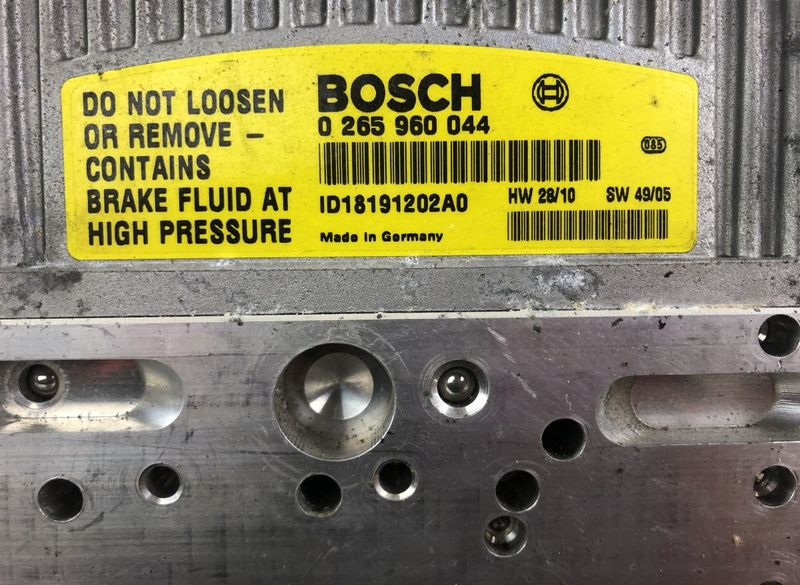 DO NOT LOOSEN
OR REMOVE –
CONTAINS
BRAKE FLUID AT
HIGH PRESSURE
BOSCH
0 265 960 044
085
ID18191202A0
HW 28/10 SW 49/05
Made in Germany